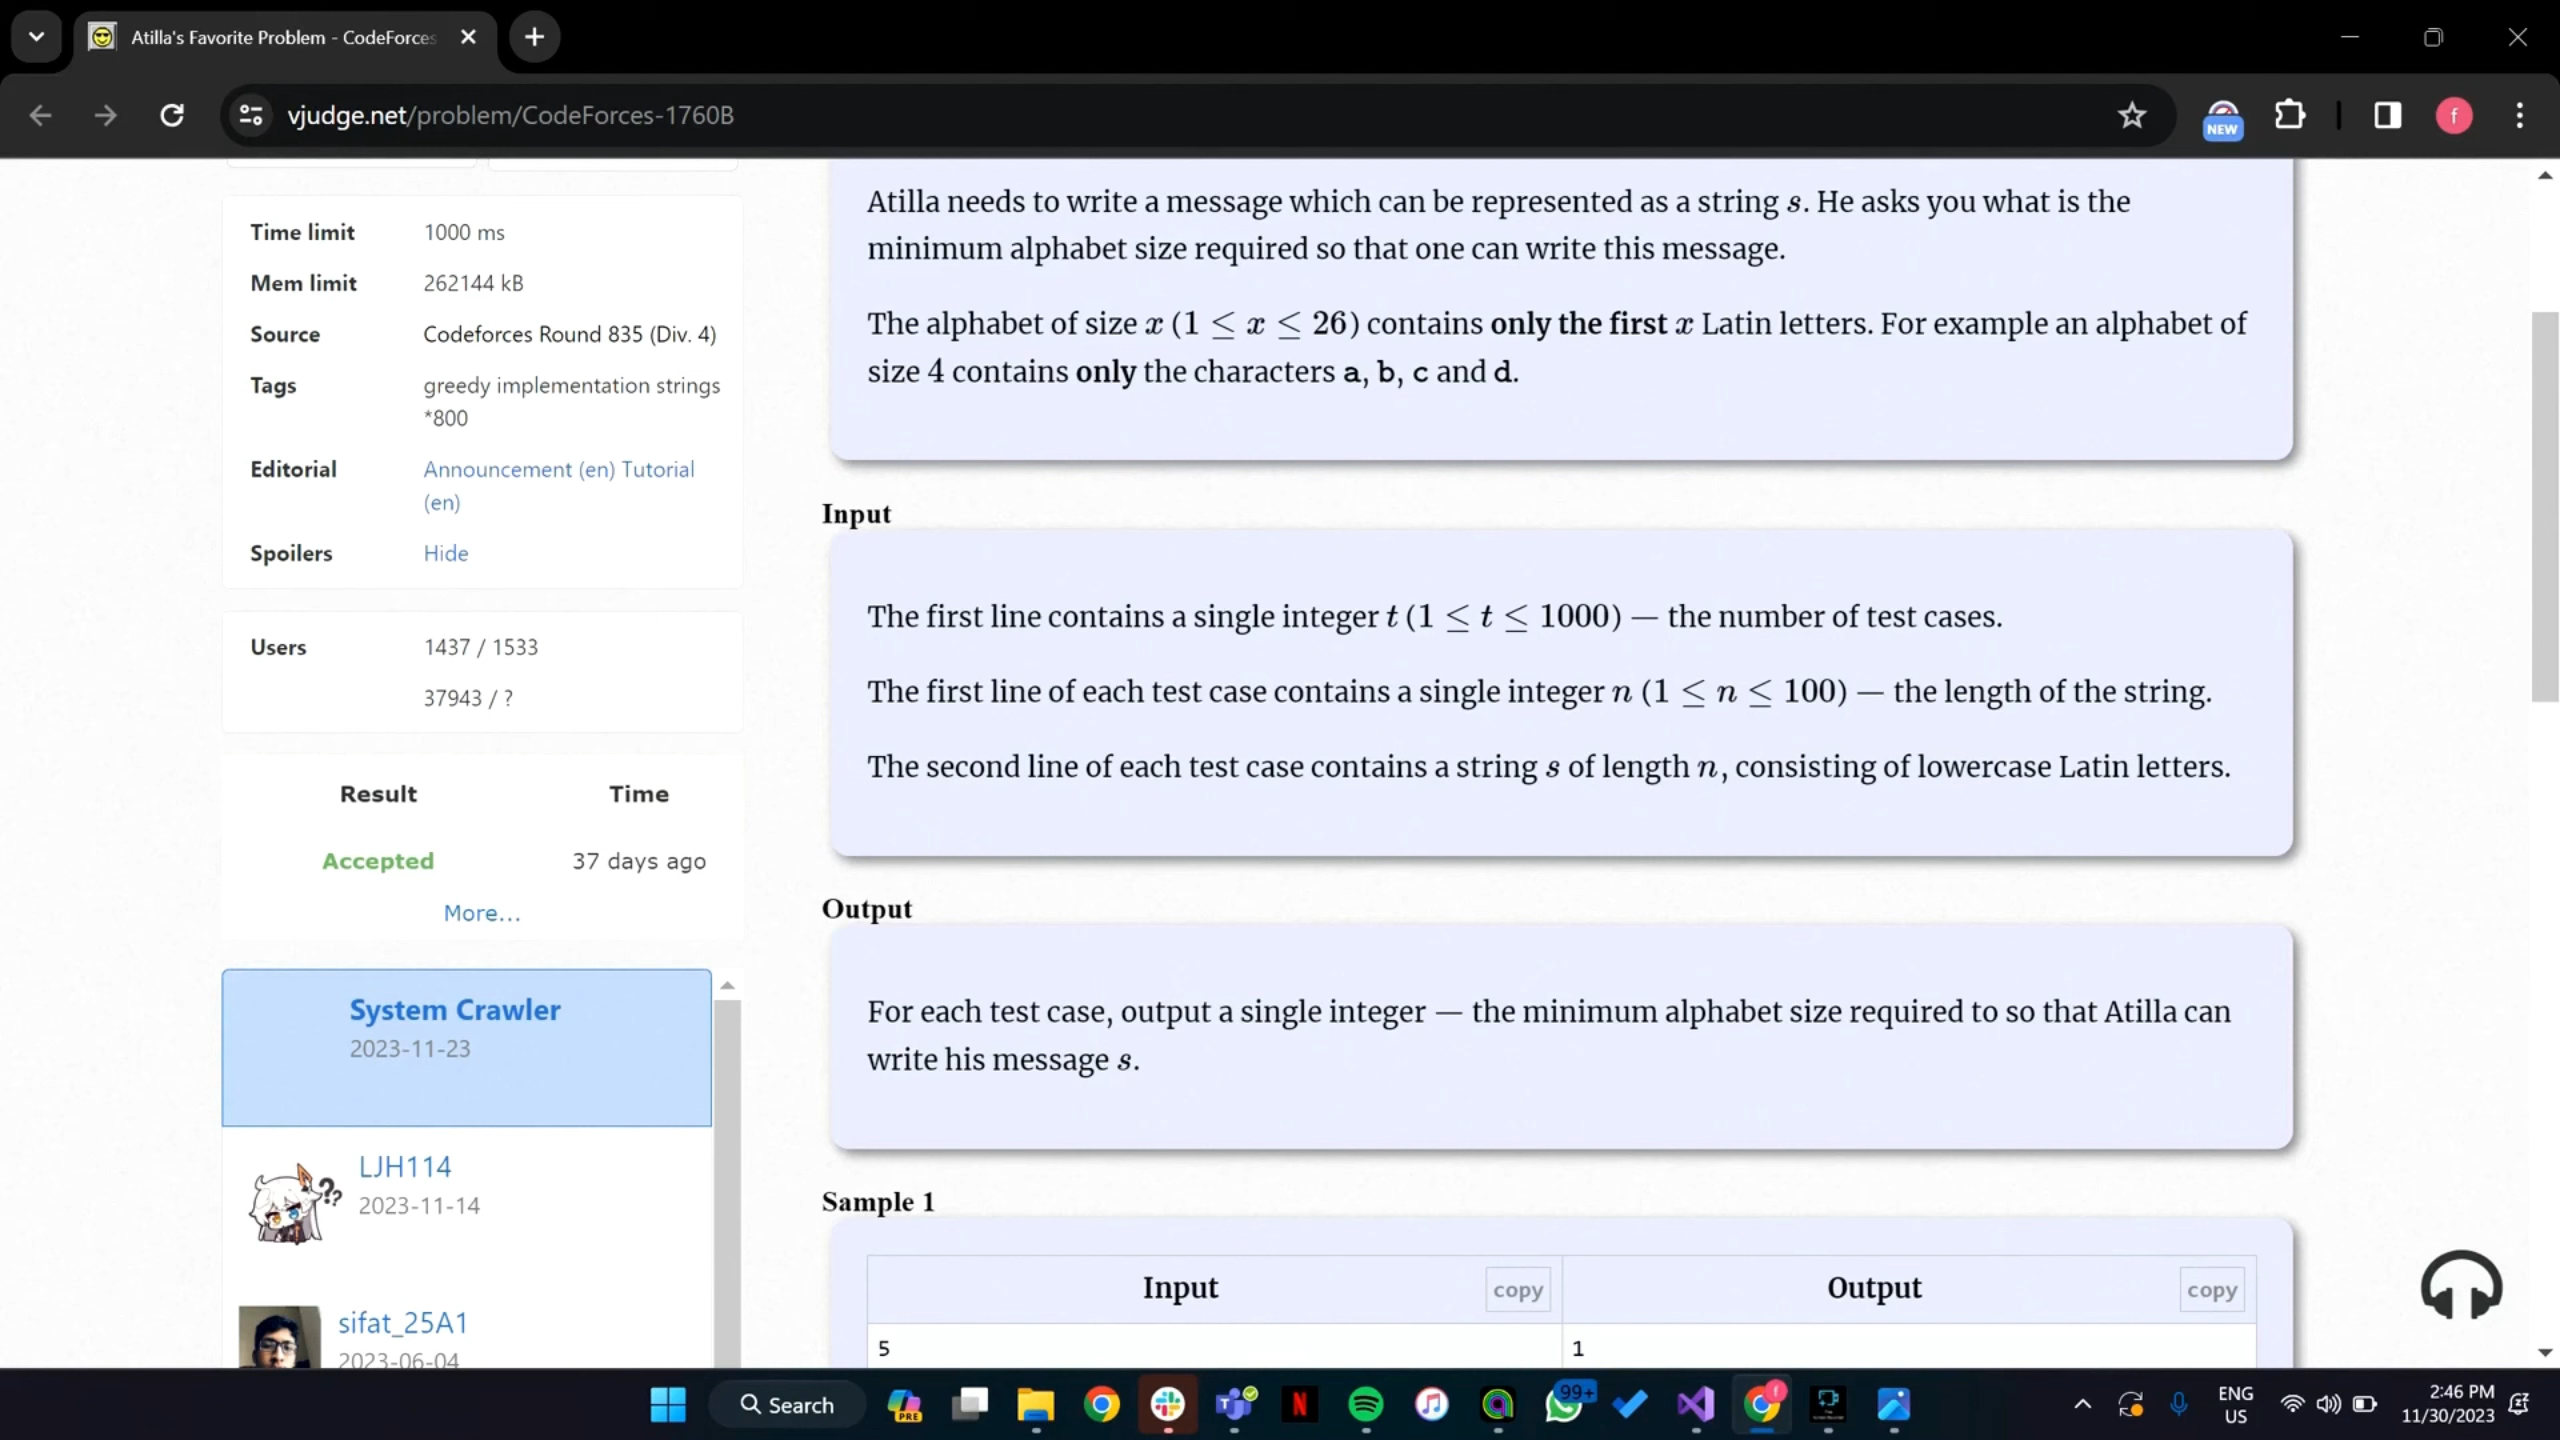 Atilla's Favorite Problem - CodeForces
vjudge.net/problem/CodeForces-1760B
NEW
f
Time limit 1000 ms
Mem limit 262144 kB
Source Codeforces Round 835 (Div. 4)
Tags greedy implementation strings
*800
Editorial Announcement (en) Tutorial
(en)
Spoilers Hide
Users 1437 / 1533
37943 / ?
Result Time
Accepted 37 days ago
More...
System Crawler
2023-11-23
LJH114
2023-11-14
??
sifat_25A1
2023-06-04
Atilla needs to write a message which can be represented as a string s. He asks you what is the
minimum alphabet size required so that one can write this message.
The alphabet of size x (1 ≤ x ≤ 26) contains only the first x Latin letters. For example an alphabet of
size 4 contains only the characters a, b, c and d.
Input
The first line contains a single integer t (1 ≤ t ≤ 1000) — the number of test cases.
The first line of each test case contains a single integer n (1 ≤ n ≤ 100) — the length of the string.
The second line of each test case contains a string s of length n, consisting of lowercase Latin letters.
Output
For each test case, output a single integer — the minimum alphabet size required to so that Atilla can
write his message s.
Sample 1
Input copy Output copy
5 1
Search
PRE
T
N
99+
f
ENG
US
2:46 PM
11/30/2023